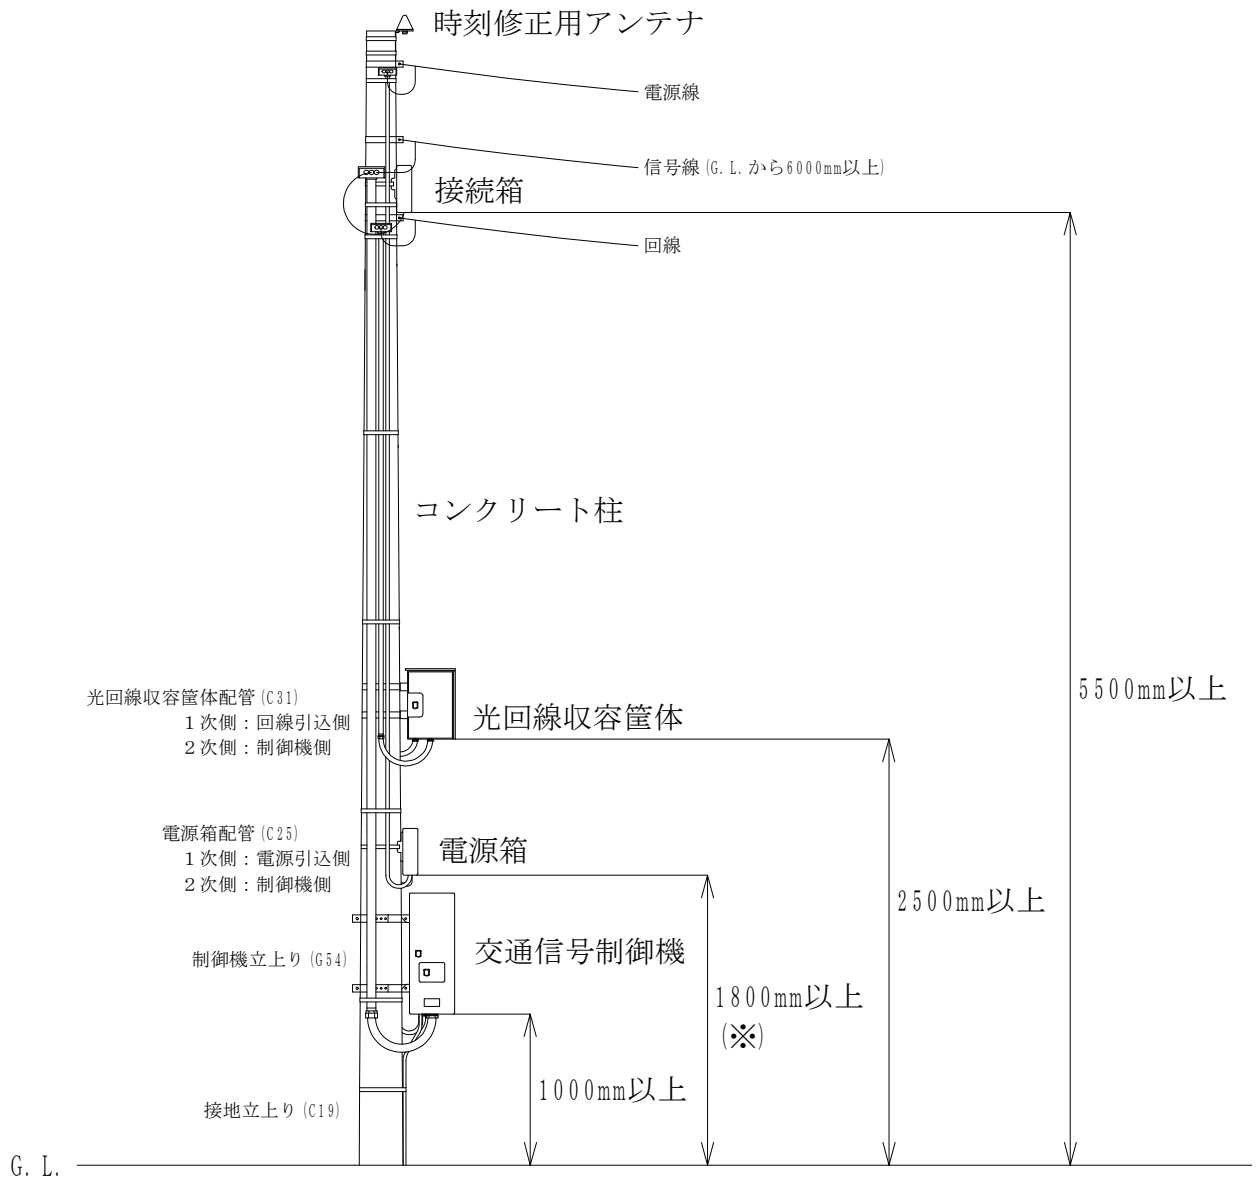 時刻修正用アンテナ
電源線
信号線(G.L.から6000mm以上)
接続箱
回線
コンクリート柱
5500mm以上
光回線収容筐体配管(C31)
1次側:回線引込側
2次側:制御機側
光回線収容筐体
電源箱配管(C25)
1次側:電源引込側
2次側:制御機側
電源箱
2500mm以上
交通信号制御機
制御機立上り(G54)
1800mm以上
(※)
1000mm以上
接地立上り(C19)
G.L.